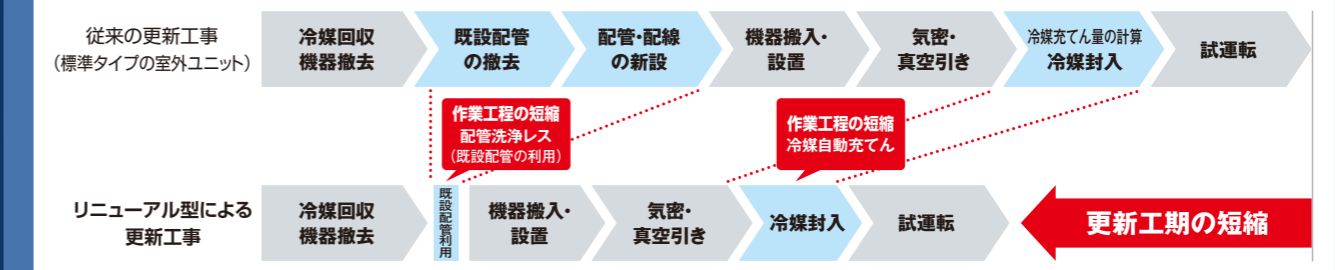 従来の更新工事
（標準タイプの室外ユニット）
冷媒回収
機器撤去
既設配管
の撤去
配管・配線
の新設
機器搬入・
設置
気密・
真空引き
冷媒充てん量の計算
冷媒封入
試運転
作業工程の短縮
配管洗浄レス
（既設配管の利用）
作業工程の短縮
冷媒自動充てん
リニューアル型による
更新工事
冷媒回収
機器撤去
既設配管利用
機器搬入・
設置
気密・
真空引き
冷媒封入
試運転
更新工期の短縮